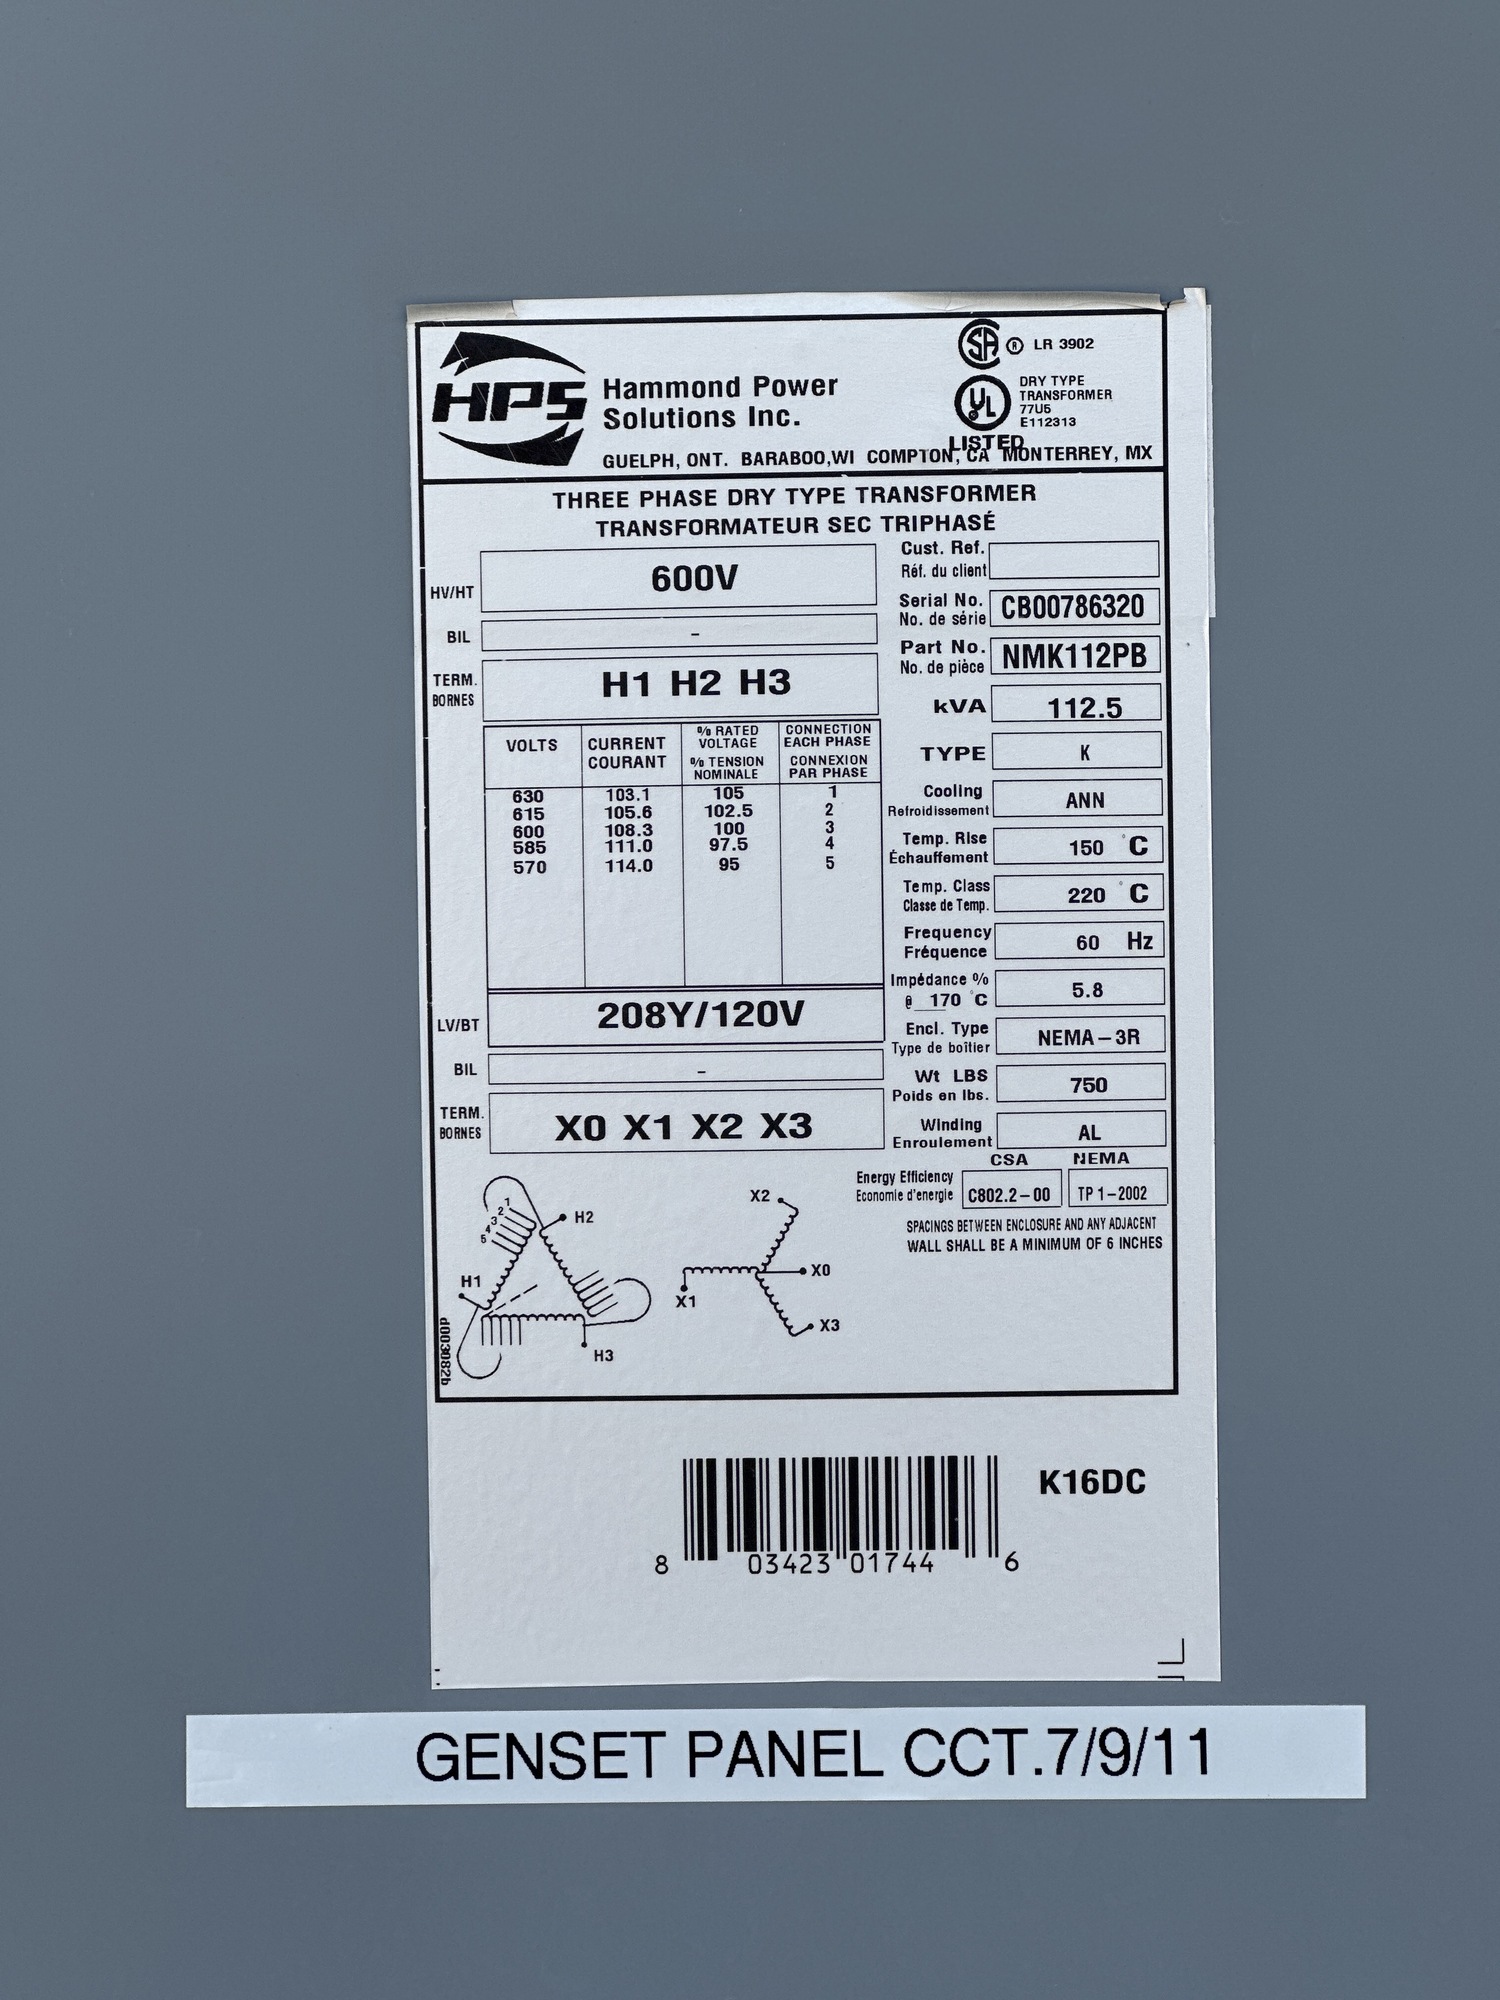 HPS
Hammond Power
Solutions Inc.
GUELPH, ONT. BARABOO,WI COMPTON, CA MONTERREY, MX
SA ® LR 3902
UL
LISTED
DRY TYPE
TRANSFORMER
77U5
E112313
THREE PHASE DRY TYPE TRANSFORMER
TRANSFORMATEUR SEC TRIPHASÉ
HV/HT 600V
BIL -
TERM. BORNES H1 H2 H3
VOLTS CURRENT COURANT % RATED VOLTAGE % TENSION NOMINALE CONNECTION EACH PHASE CONNEXION PAR PHASE
630 103.1 105 1
615 105.6 102.5 2
600 108.3 100 3
585 111.0 97.5 4
570 114.0 95 5
LV/BT 208Y/120V
BIL -
TERM. BORNES X0 X1 X2 X3
Cust. Ref.
Réf. du client
Serial No. CB00786320
No. de série
Part No. NMK112PB
No. de pièce
kVA 112.5
TYPE K
Cooling ANN
Refroidissement
Temp. Rise 150 °C
Échauffement
Temp. Class 220 °C
Classe de Temp.
Frequency 60 Hz
Fréquence
Impédance % 5.8
@ 170 °C
Encl. Type NEMA-3R
Type de boîtier
Wt LBS 750
Poids en lbs.
Winding AL
Enroulement
CSA NEMA
Energy Efficiency
Economie d'energie C802.2-00 TP 1-2002
SPACINGS BETWEEN ENCLOSURE AND ANY ADJACENT
WALL SHALL BE A MINIMUM OF 6 INCHES
1
2
3
4
5
H2
H1
H3
X2
X0
X1
X3
d003082b
K16DC
8 03423 01744 6
GENSET PANEL CCT.7/9/11